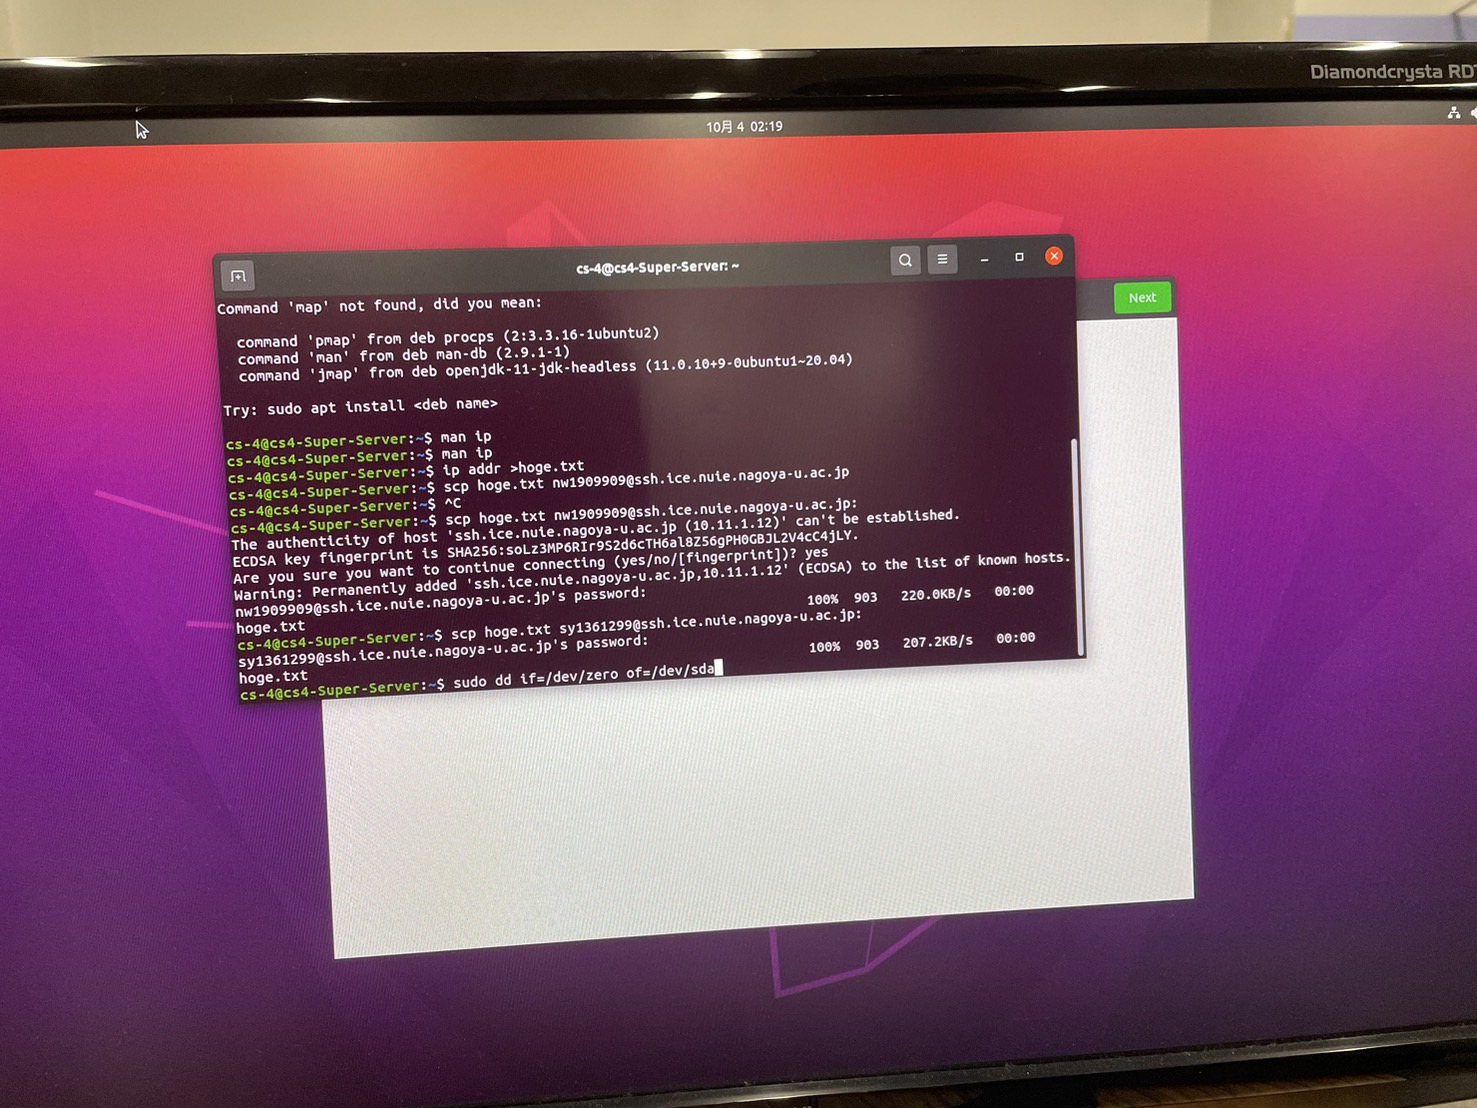 Diamondcrysta RDT
10月 4 02:19
cs-4@cs4-Super-Server: ~
Next
Command 'map' not found, did you mean:
command 'pmap' from deb procps (2:3.3.16-1ubuntu2)
command 'man' from deb man-db (2.9.1-1)
command 'jmap' from deb openjdk-11-jdk-headless (11.0.10+9-0ubuntu1~20.04)
Try: sudo apt install <deb name>
cs-4@cs4-Super-Server:~$ man ip
cs-4@cs4-Super-Server:~$ man ip
cs-4@cs4-Super-Server:~$ ip addr >hoge.txt
cs-4@cs4-Super-Server:~$ scp hoge.txt nw1909909@ssh.ice.nuie.nagoya-u.ac.jp
cs-4@cs4-Super-Server:~$ ^C
cs-4@cs4-Super-Server:~$ scp hoge.txt nw1909909@ssh.ice.nuie.nagoya-u.ac.jp:
The authenticity of host 'ssh.ice.nuie.nagoya-u.ac.jp (10.11.1.12)' can't be established.
ECDSA key fingerprint is SHA256:soLz3MP6RIr9S2d6cTH6al8Z56gPH0GBJL2V4cC4jLY.
Are you sure you want to continue connecting (yes/no/[fingerprint])? yes
Warning: Permanently added 'ssh.ice.nuie.nagoya-u.ac.jp,10.11.1.12' (ECDSA) to the list of known hosts.
nw1909909@ssh.ice.nuie.nagoya-u.ac.jp's password:
hoge.txt 100% 903 220.0KB/s 00:00
cs-4@cs4-Super-Server:~$ scp hoge.txt sy1361299@ssh.ice.nuie.nagoya-u.ac.jp:
sy1361299@ssh.ice.nuie.nagoya-u.ac.jp's password:
hoge.txt 100% 903 207.2KB/s 00:00
cs-4@cs4-Super-Server:~$ sudo dd if=/dev/zero of=/dev/sda